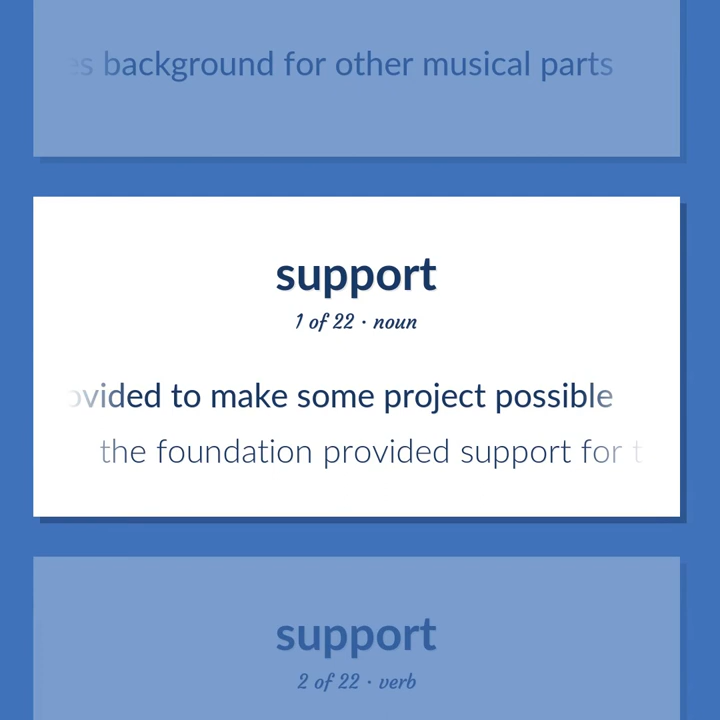 background for other musical parts
support
1 of 22 · noun
to make some project possible
the foundation provided support for
support
2 of 22 · verb